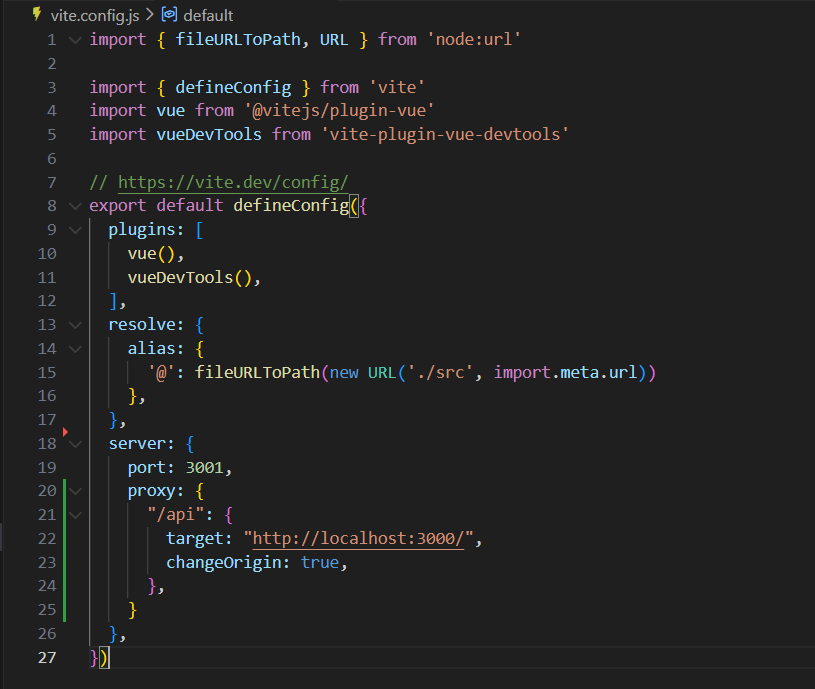 vite.config.js > default
1 import { fileURLToPath, URL } from 'node:url'
2
3 import { defineConfig } from 'vite'
4 import vue from '@vitejs/plugin-vue'
5 import vueDevTools from 'vite-plugin-vue-devtools'
6
7 // https://vite.dev/config/
8 export default defineConfig({
9   plugins: [
10     vue(),
11     vueDevTools(),
12   ],
13   resolve: {
14     alias: {
15       '@': fileURLToPath(new URL('./src', import.meta.url))
16     },
17   },
18   server: {
19     port: 3001,
20     proxy: {
21       "/api": {
22         target: "http://localhost:3000/",
23         changeOrigin: true,
24       },
25     }
26   },
27 })